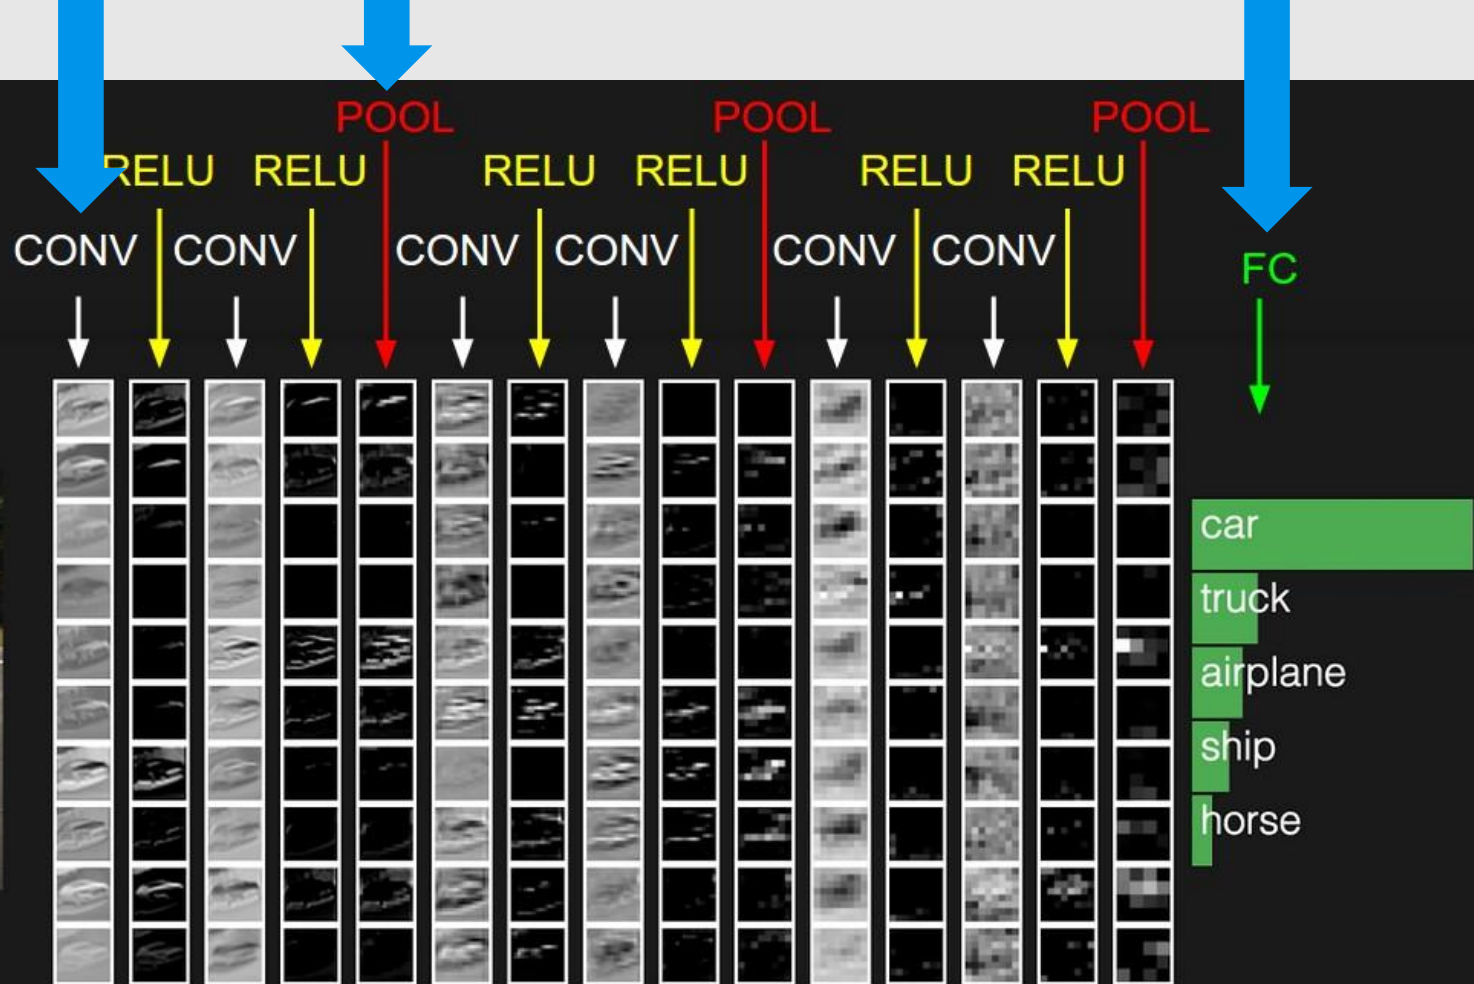 POOL POOL POOL
RELU RELU RELU RELU RELU RELU
CONV CONV CONV CONV CONV CONV
FC
car
truck
airplane
ship
horse